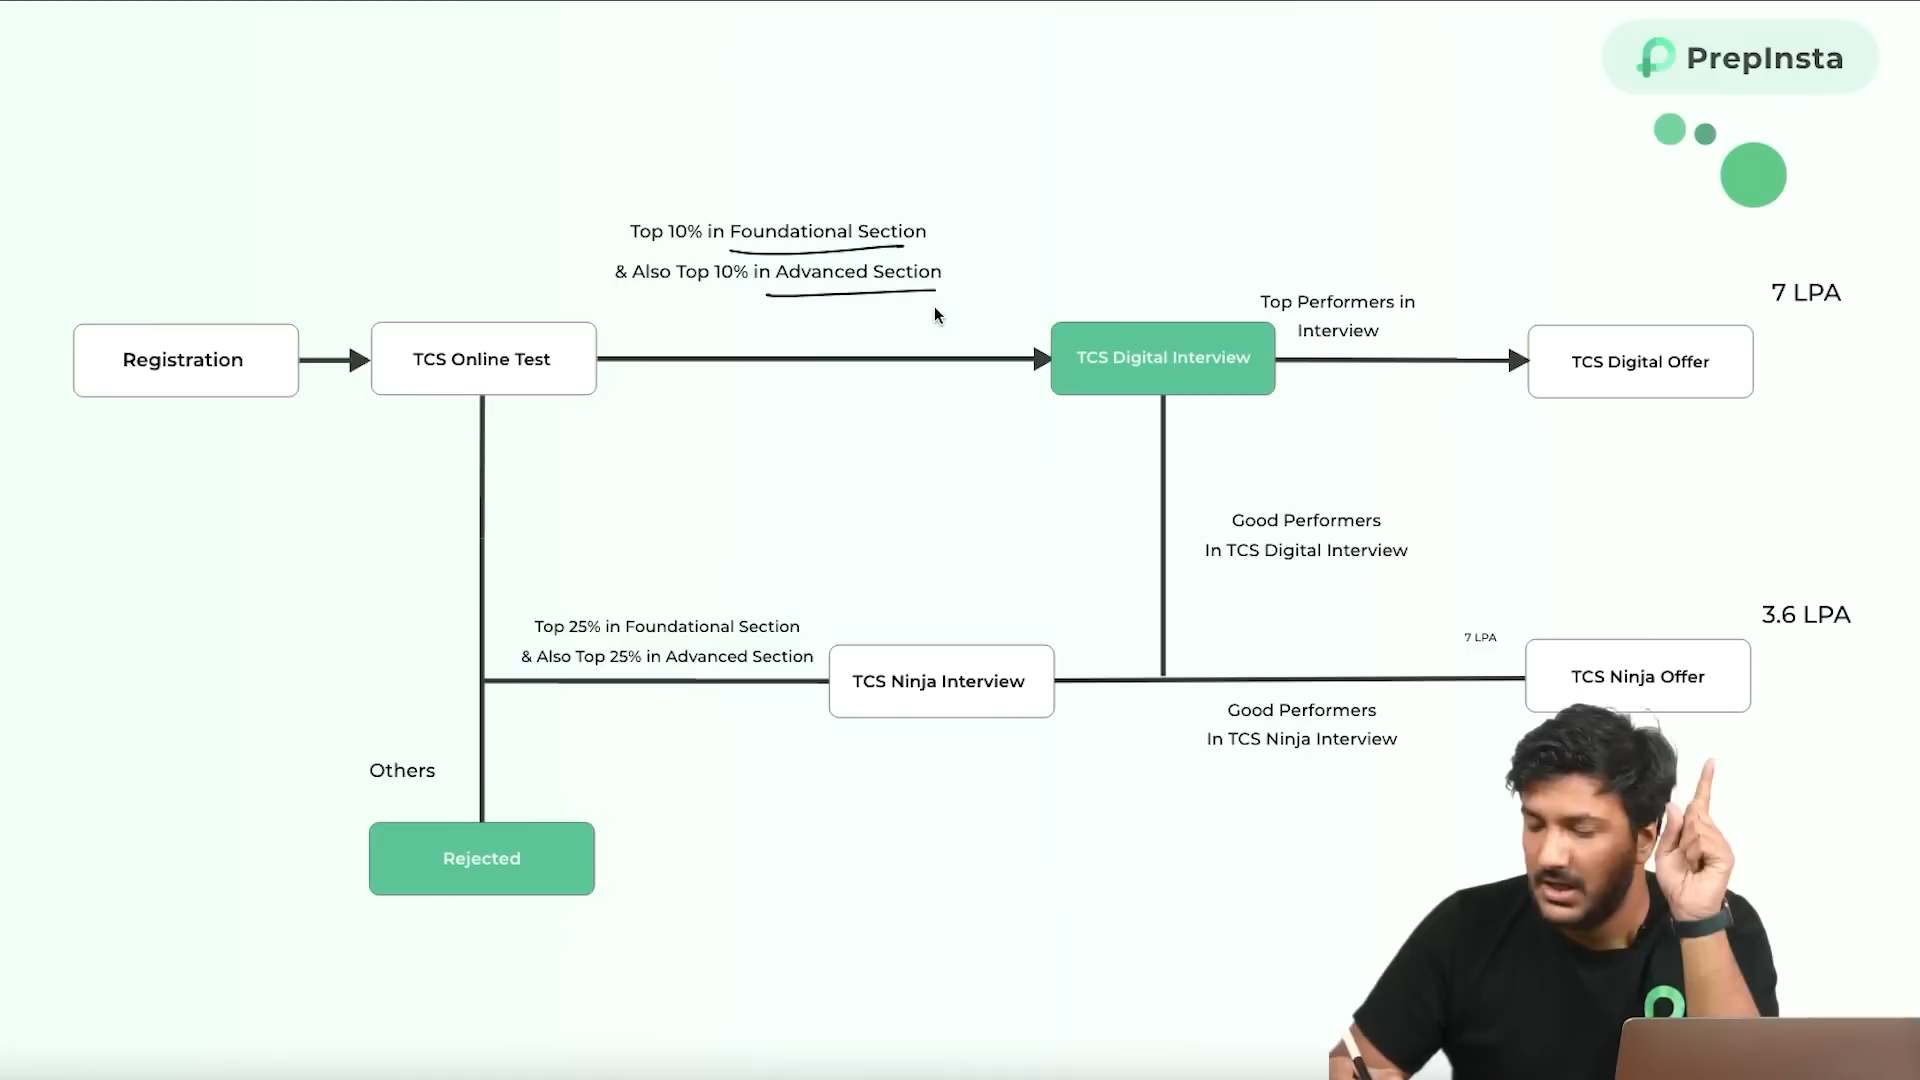 PrepInsta
Top 10% in Foundational Section
& Also Top 10% in Advanced Section
Top Performers in
Interview
7 LPA
Registration
TCS Online Test
TCS Digital Interview
TCS Digital Offer
Good Performers
In TCS Digital Interview
Top 25% in Foundational Section
& Also Top 25% in Advanced Section
7 LPA
3.6 LPA
TCS Ninja Interview
TCS Ninja Offer
Good Performers
In TCS Ninja Interview
Others
Rejected